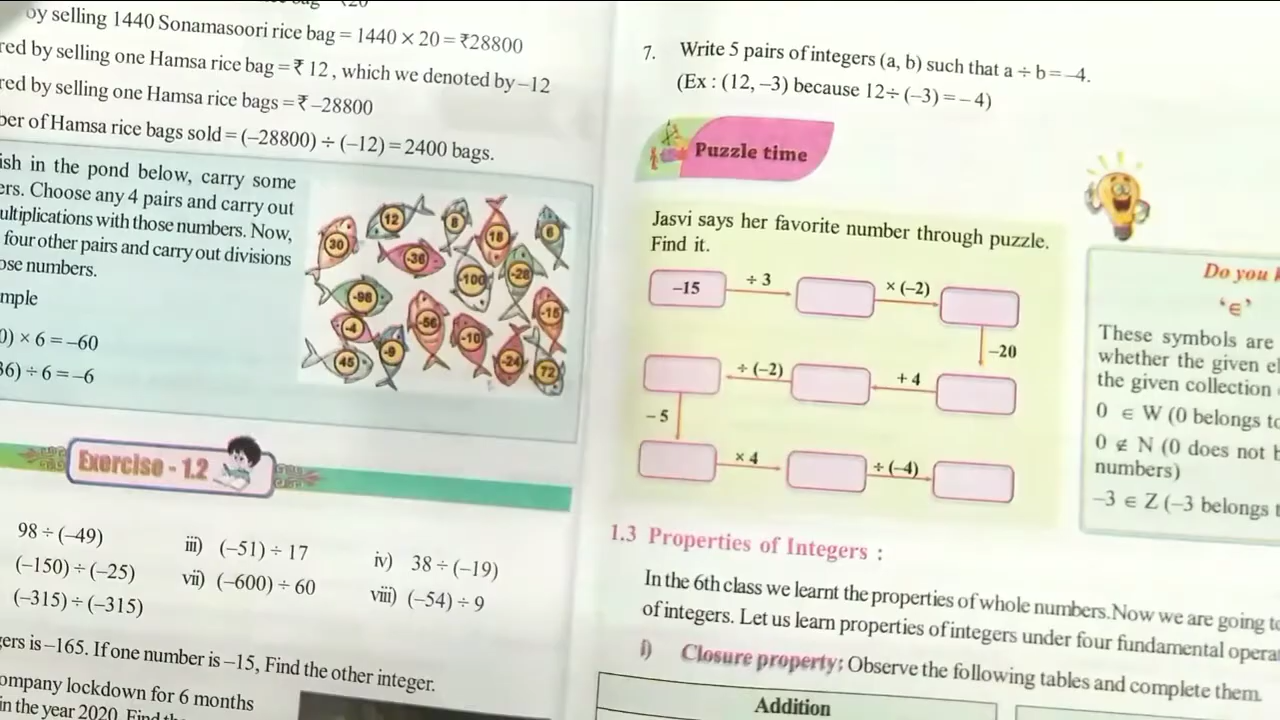 oy selling 1440 Sonamasoori rice bag = 1440 × 20 = ₹28800
red by selling one Hamsa rice bag = ₹ 12 , which we denoted by –12
red by selling one Hamsa rice bags = ₹ –28800
ber of Hamsa rice bags sold = (–28800) ÷ (–12) = 2400 bags.
ish in the pond below, carry some
ers. Choose any 4 pairs and carry out
ultiplications with those numbers. Now,
four other pairs and carry out divisions
ose numbers.
mple
0) × 6 = –60
36) ÷ 6 = –6
12 8 18 6
30 -36 -100 -28
-98 -56 -15
-4 -9 -10
45 -24 72
Exercise - 1.2
98 ÷ (–49)
iii) (–51) ÷ 17
iv) 38 ÷ (–19)
(–150) ÷ (–25)
vii) (–600) ÷ 60
viii) (–54) ÷ 9
(–315) ÷ (–315)
gers is –165. If one number is –15, Find the other integer.
ompany lockdown for 6 months
in the year 2020. Find
7. Write 5 pairs of integers (a, b) such that a ÷ b = –4.
(Ex : (12, –3) because 12 ÷ (–3) = – 4)
Puzzle time
Jasvi says her favorite number through puzzle.
Find it.
–15 ÷ 3 × (–2)
–20
÷ (–2) + 4
– 5
× 4 ÷ (–4)
Do you
‘∈’
These symbols are
whether the given el
the given collection
0 ∈ W (0 belongs to
0 ∉ N (0 does not b
numbers)
–3 ∈ Z (–3 belongs t
1.3 Properties of Integers :
In the 6th class we learnt the properties of whole numbers.Now we are going to
of integers. Let us learn properties of integers under four fundamental opera
i) Closure property: Observe the following tables and complete them.
Addition